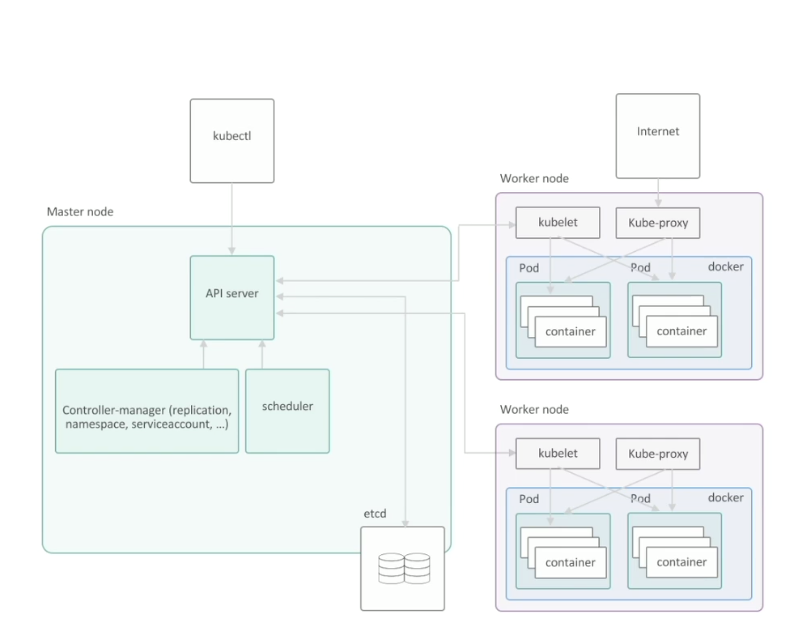 kubectl
Internet
Master node
API server
Controller-manager (replication,
namespace, serviceaccount, ...)
scheduler
etcd
Worker node
kubelet
Kube-proxy
Pod
Pod
docker
container
container
Worker node
kubelet
Kube-proxy
Pod
Pod
docker
container
container